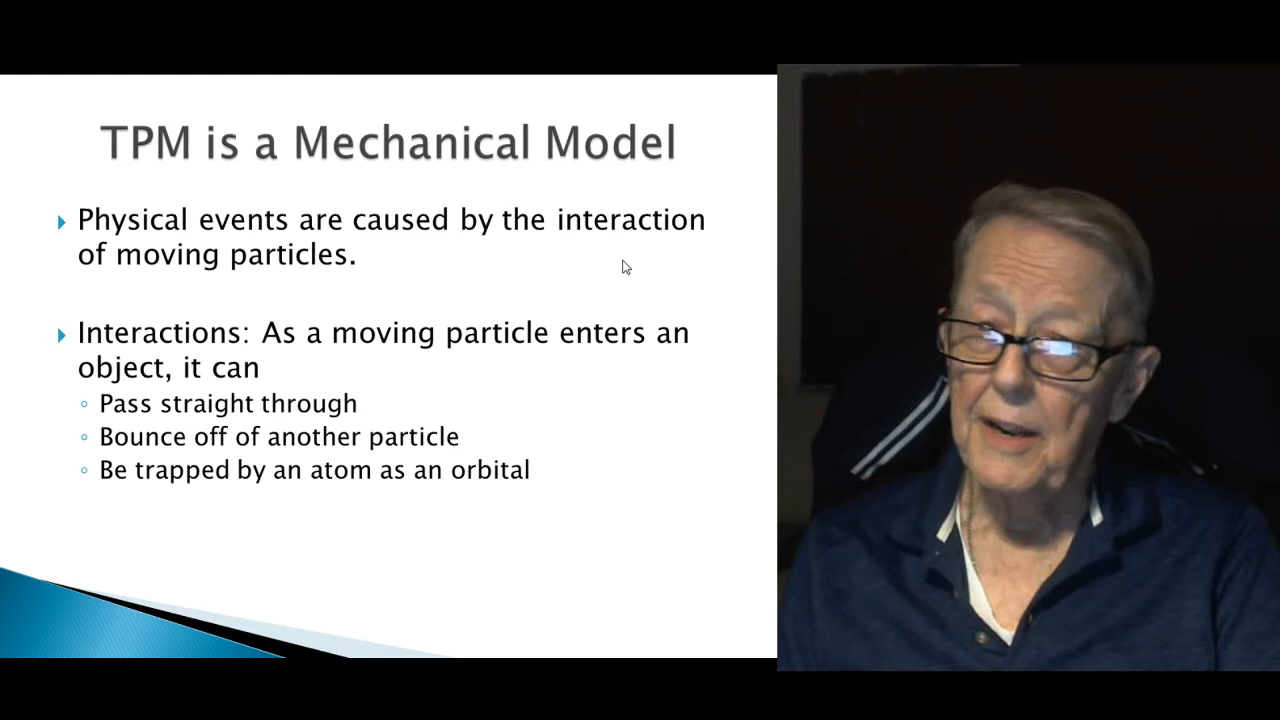 TPM is a Mechanical Model
Physical events are caused by the interaction
of moving particles.
Interactions: As a moving particle enters an
object, it can
Pass straight through
Bounce off of another particle
Be trapped by an atom as an orbital